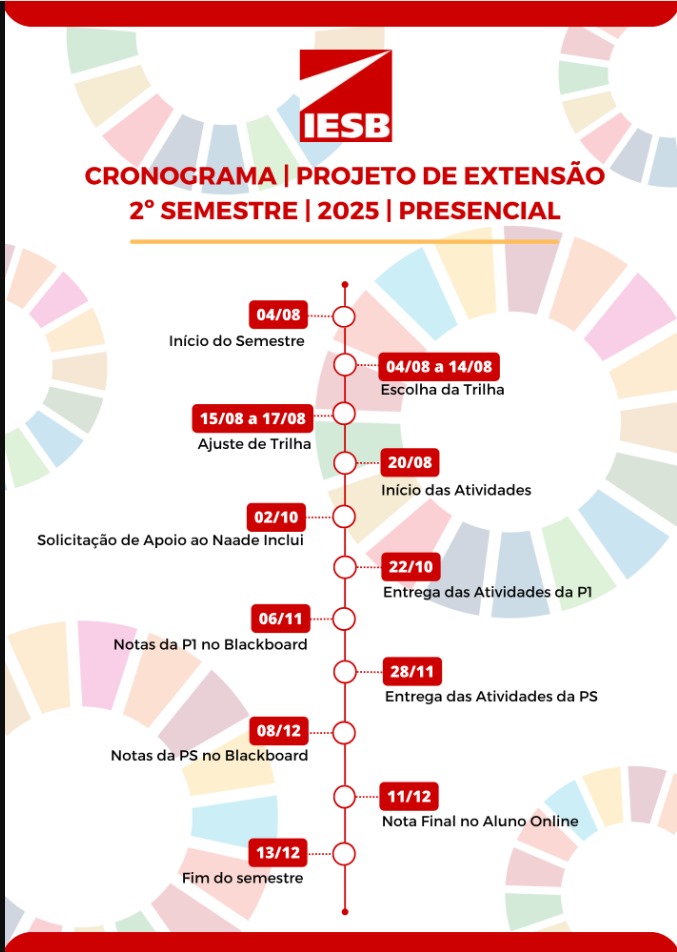 IESB
CRONOGRAMA | PROJETO DE EXTENSÃO
2º SEMESTRE | 2025 | PRESENCIAL
04/08
Início do Semestre
04/08 a 14/08
Escolha da Trilha
15/08 a 17/08
Ajuste de Trilha
20/08
Início das Atividades
02/10
Solicitação de Apoio ao Naade Inclui
22/10
Entrega das Atividades da P1
06/11
Notas da P1 no Blackboard
28/11
Entrega das Atividades da PS
08/12
Notas da PS no Blackboard
11/12
Nota Final no Aluno Online
13/12
Fim do semestre